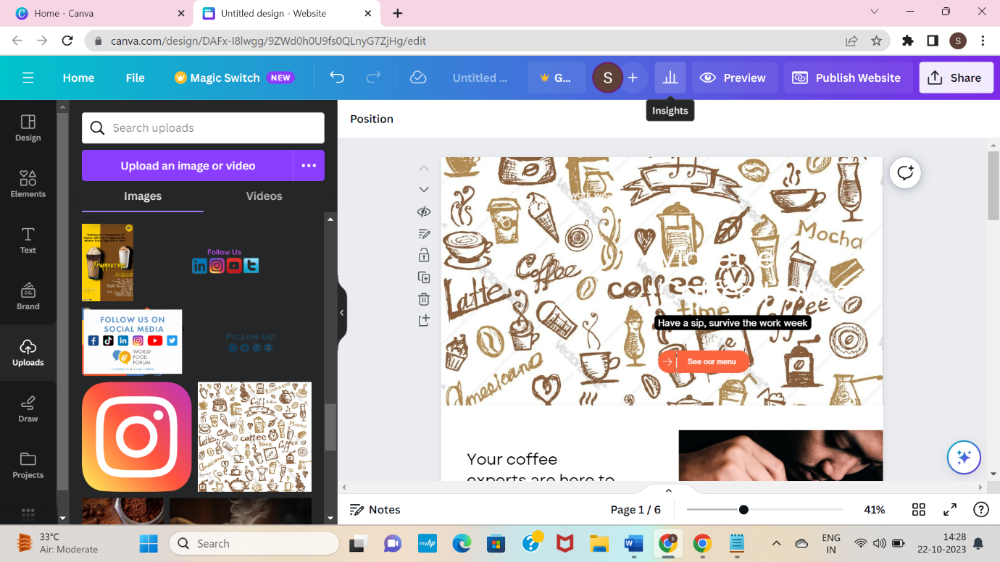 Home - Canva
Untitled design - Website
canva.com/design/DAFx-I8lwgg/9ZWd0h0U9fs0QLnyG7ZjHg/edit
S
Home
File
Magic Switch
NEW
Untitled ...
G...
S
Preview
Publish Website
Share
Insights
Design
Elements
Text
Brand
Uploads
Draw
Projects
Search uploads
Upload an image or video
Images
Videos
Frappuccino
Follow Us
FOLLOW US ON
SOCIAL MEDIA
WORLD
FOOD
FORUM
Follow Us!
Position
work week
Mocha
Coffee
Latte
coffee
time
Coffee
Americano
Have a sip, survive the work week
See our menu
Your coffee
experts are here to
Notes
Page 1 / 6
41%
33°C
Air: Moderate
Search
ENG
IN
14:28
22-10-2023